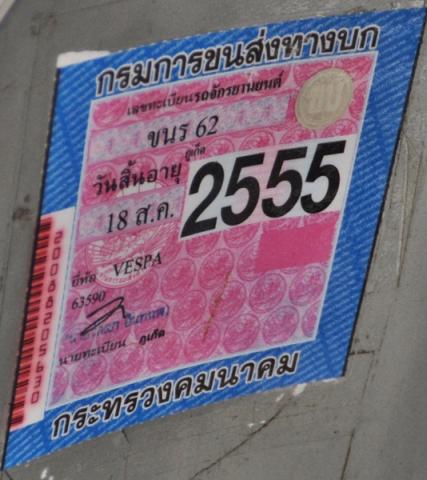 กรมการขนส่งทางบก
เลขทะเบียนรถจักรยานยนต์
ขนร 62
ภูเก็ต
วันสิ้นอายุ
18 ส.ค.
2555
ยี่ห้อ VESPA
63590
นายทะเบียน ภูเก็ต
กระทรวงคมนาคม
20088205630